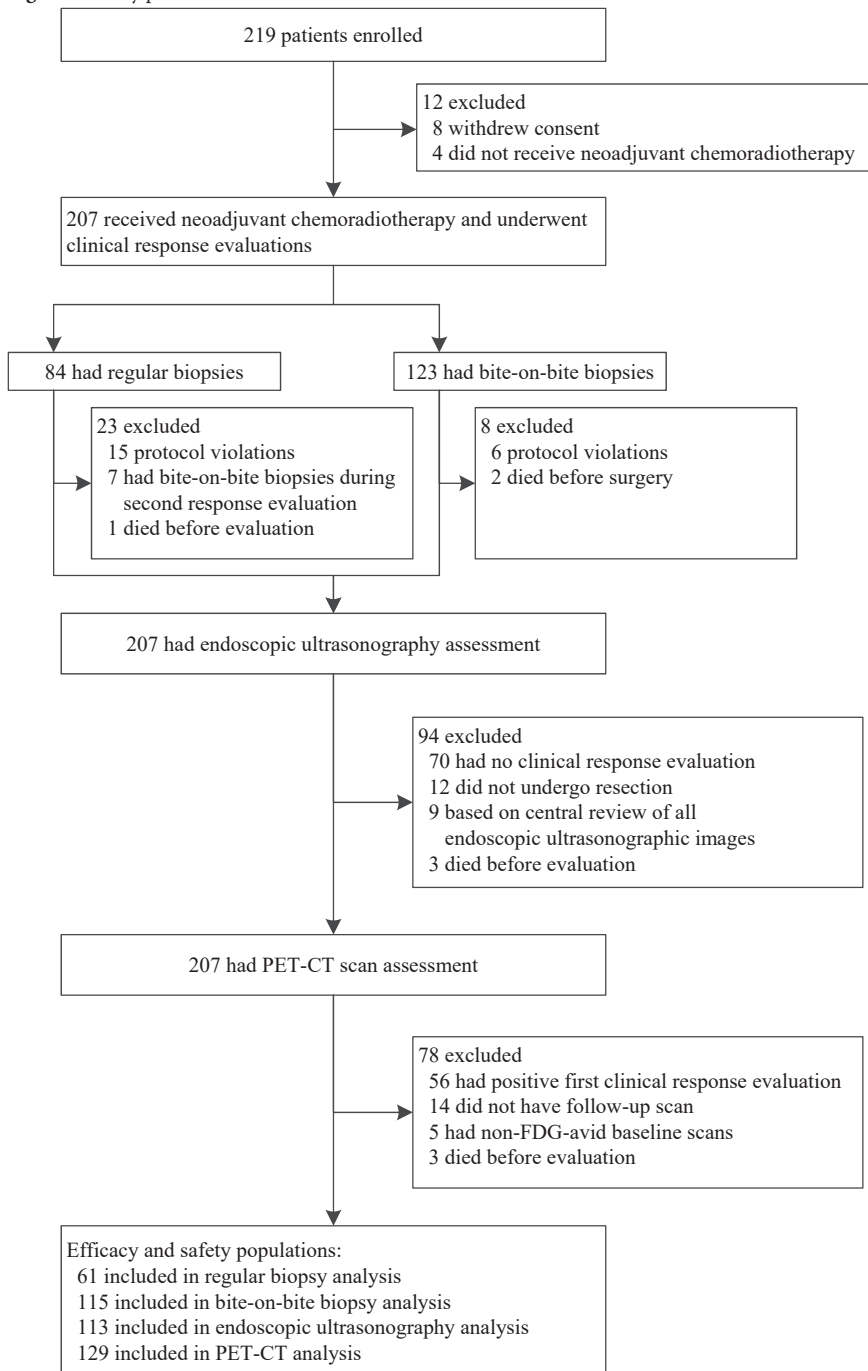 219 patients enrolled
12 excluded
8 withdrew consent
4 did not receive neoadjuvant chemoradiotherapy
207 received neoadjuvant chemoradiotherapy and underwent
clinical response evaluations
84 had regular biopsies
123 had bite-on-bite biopsies
23 excluded
15 protocol violations
7 had bite-on-bite biopsies during
second response evaluation
1 died before evaluation
8 excluded
6 protocol violations
2 died before surgery
207 had endoscopic ultrasonography assessment
94 excluded
70 had no clinical response evaluation
12 did not undergo resection
9 based on central review of all
endoscopic ultrasonographic images
3 died before evaluation
207 had PET-CT scan assessment
78 excluded
56 had positive first clinical response evaluation
14 did not have follow-up scan
5 had non-FDG-avid baseline scans
3 died before evaluation
Efficacy and safety populations:
61 included in regular biopsy analysis
115 included in bite-on-bite biopsy analysis
113 included in endoscopic ultrasonography analysis
129 included in PET-CT analysis